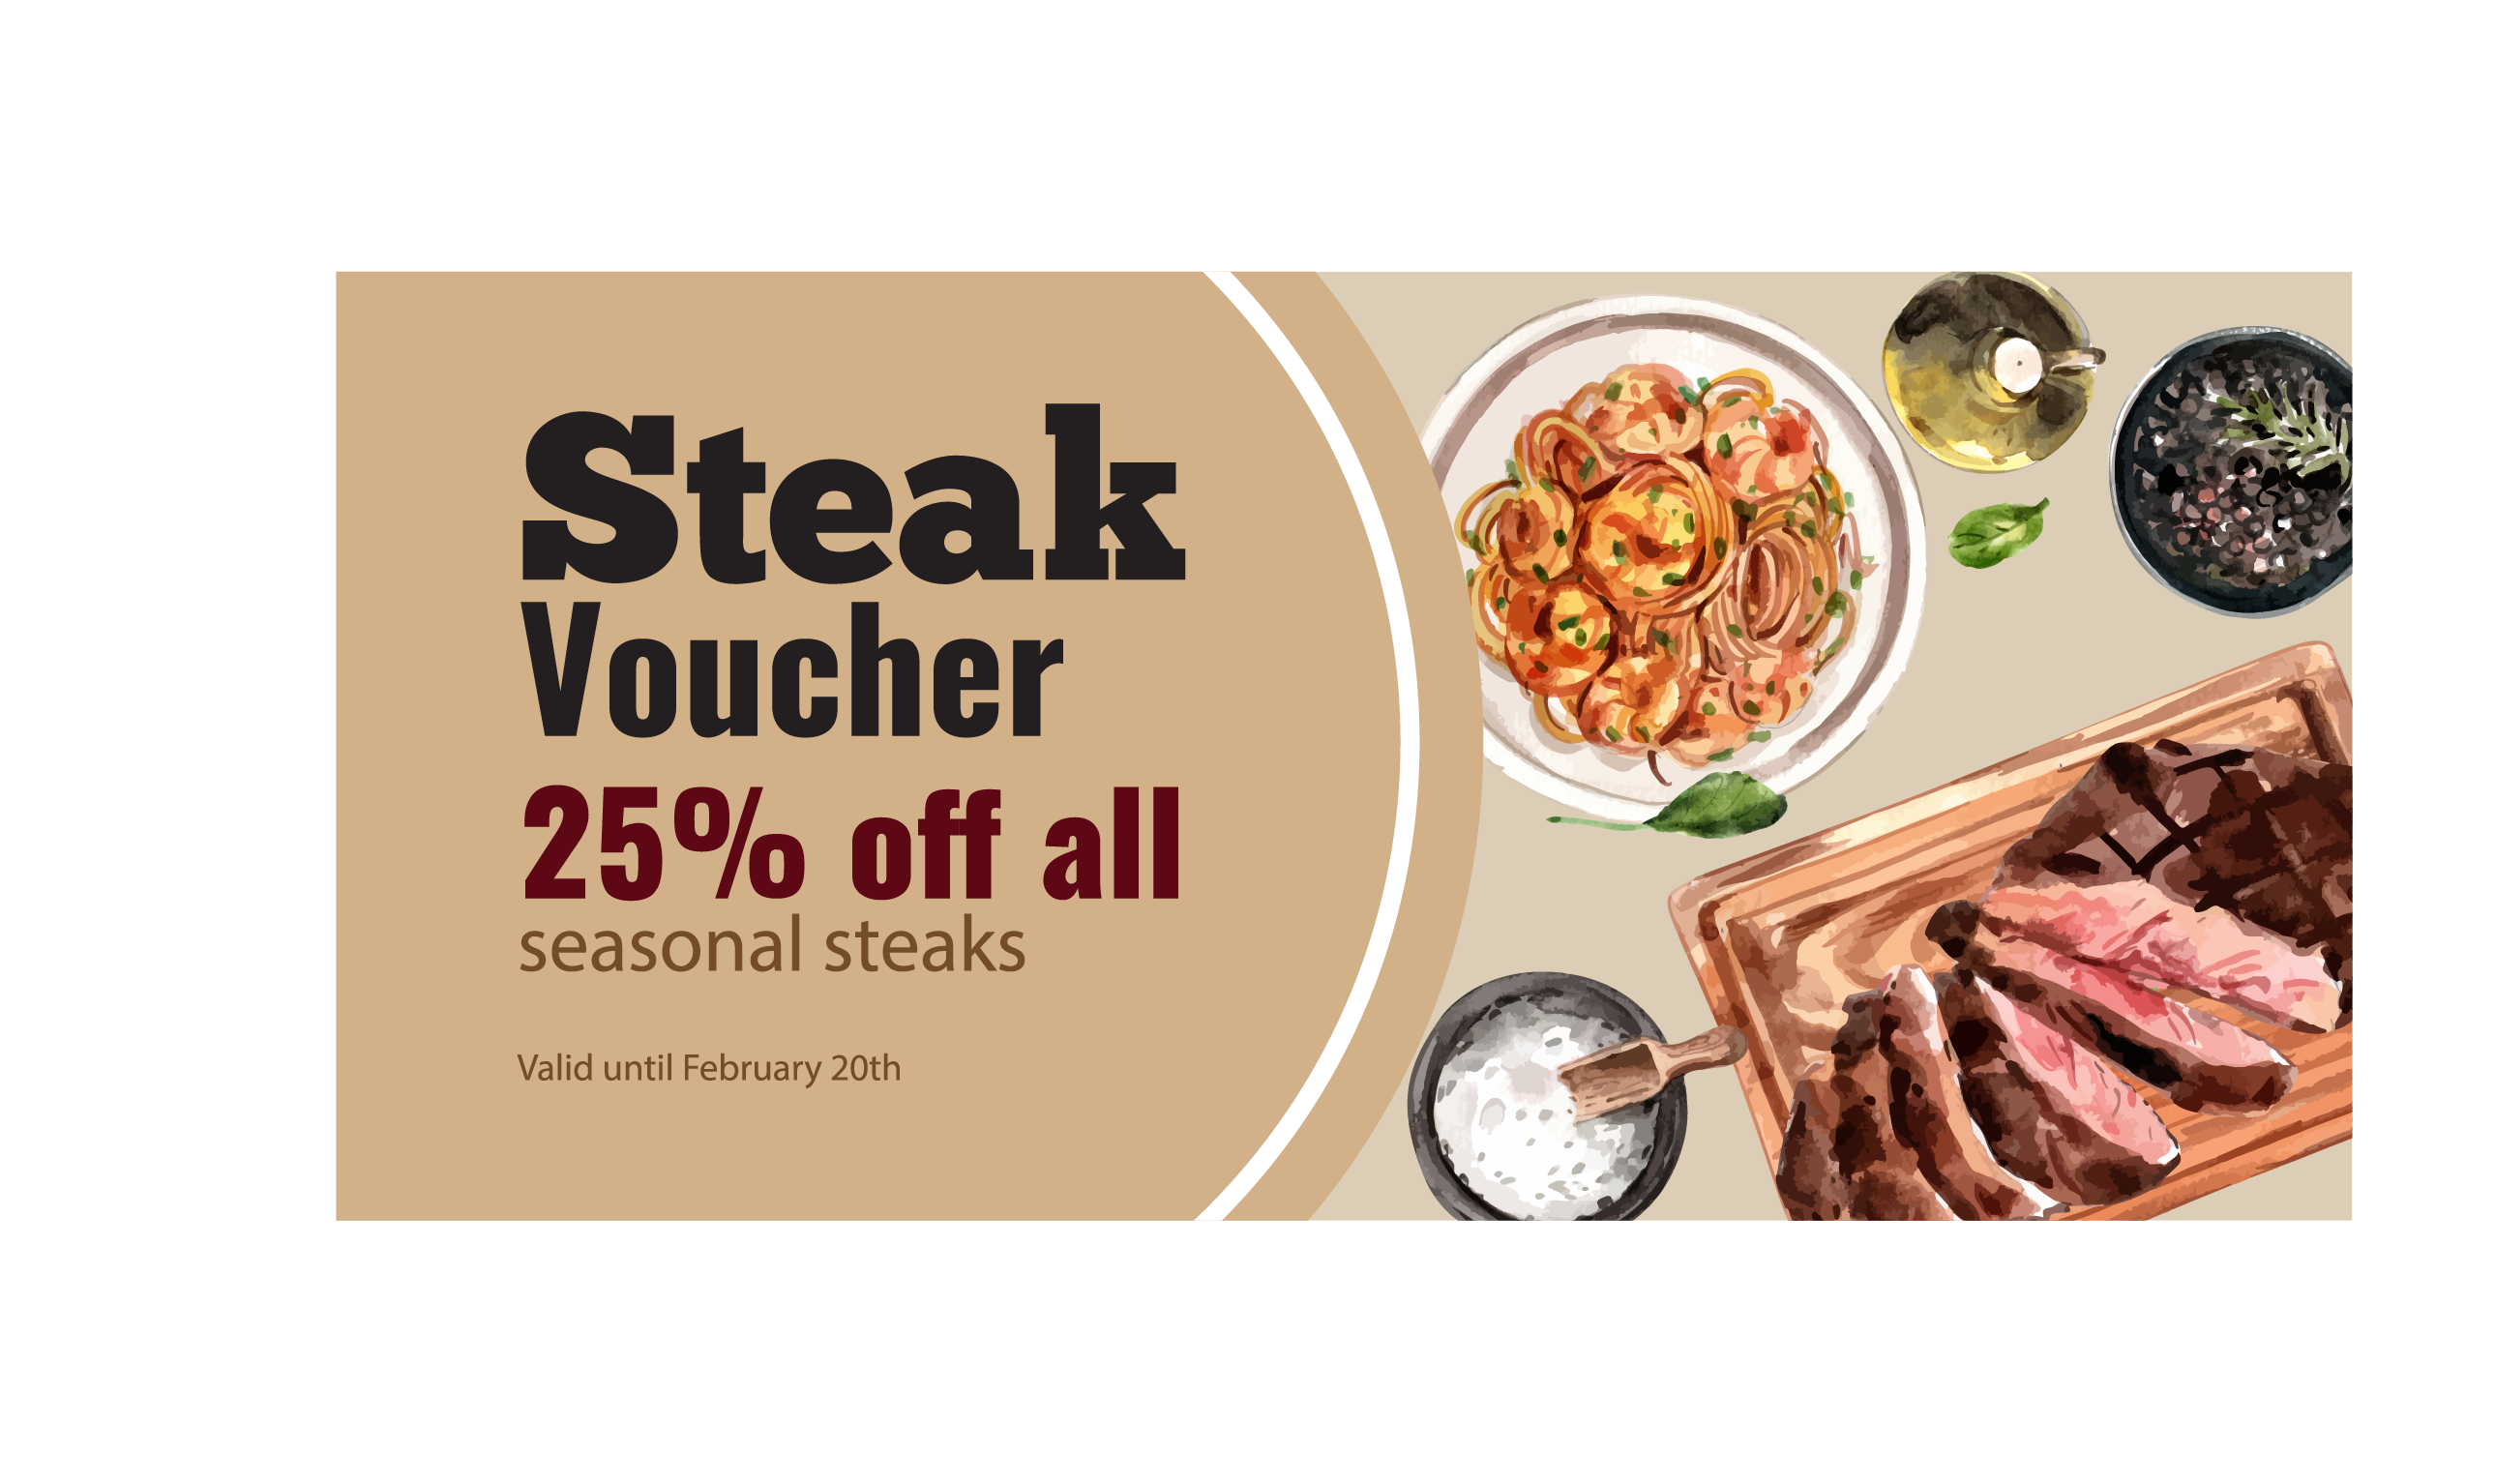 Steak
Voucher
25% off all
seasonal steaks
Valid until February 20th